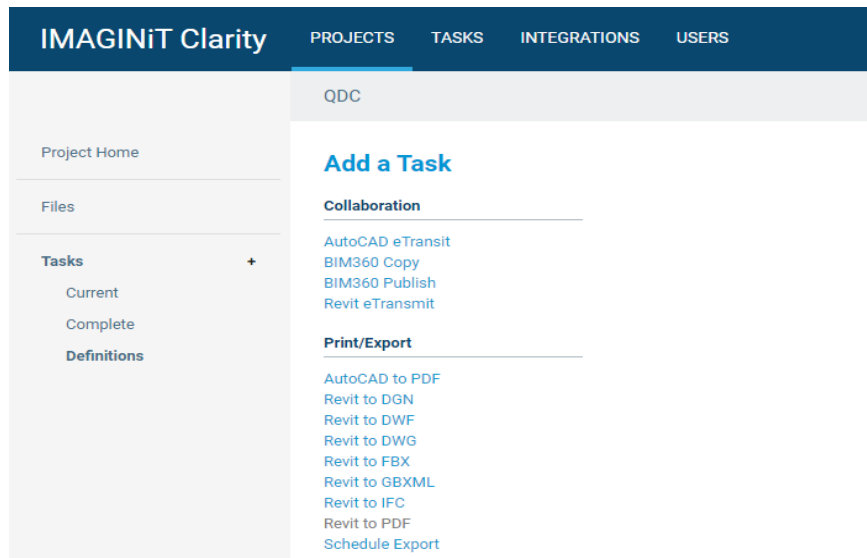 IMAGINiT Clarity PROJECTS TASKS INTEGRATIONS USERS
QDC
Project Home
Files
Tasks +
Current
Complete
Definitions
Add a Task
Collaboration
AutoCAD eTransit
BIM360 Copy
BIM360 Publish
Revit eTransmit
Print/Export
AutoCAD to PDF
Revit to DGN
Revit to DWF
Revit to DWG
Revit to FBX
Revit to GBXML
Revit to IFC
Revit to PDF
Schedule Export